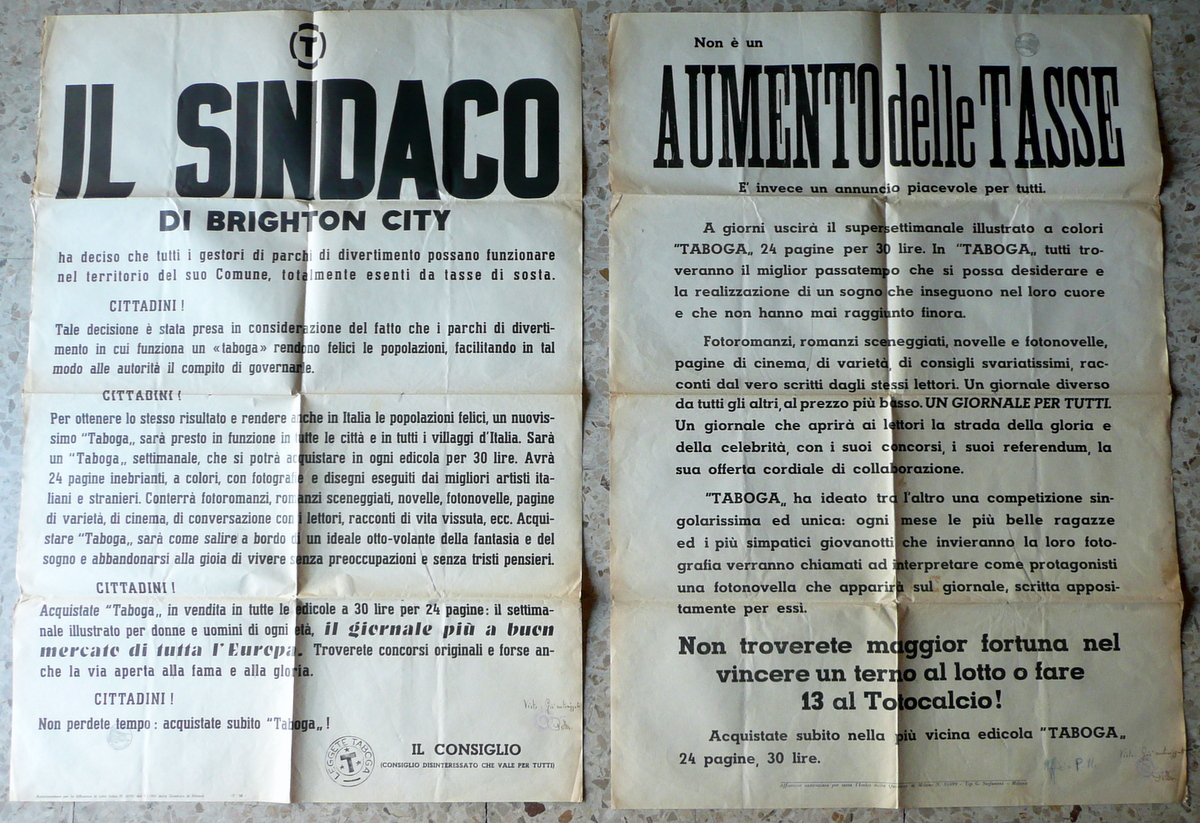 T
IL SINDACO
DI BRIGHTON CITY
ha deciso che tutti i gestori di parchi di divertimento possano funzionare
nel territorio del suo Comune, totalmente esenti da tasse di sosta.
CITTADINI !
Tale decisione è stata presa in considerazione del fatto che i parchi di diverti-
mento in cui funziona un «taboga» rendono felici le popolazioni, facilitando in tal
modo alle autorità il compito di governarle.
CITTADINI !
Per ottenere lo stesso risultato e rendere anche in Italia le popolazioni felici, un nuovis-
simo "Taboga„ sarà presto in funzione in tutte le città e in tutti i villaggi d'Italia. Sarà
un "Taboga„ settimanale, che si potrà acquistare in ogni edicola per 30 lire. Avrà
24 pagine inebrianti, a colori, con fotografie e disegni eseguiti dai migliori artisti ita-
liani e stranieri. Conterrà fotoromanzi, romanzi sceneggiati, novelle, fotonovelle, pagine
di varietà, di cinema, di conversazione con i lettori, racconti di vita vissuta, ecc. Acqui-
stare "Taboga„ sarà come salire a bordo di un ideale otto-volante della fantasia e del
sogno e abbandonarsi alla gioia di vivere senza preoccupazioni e senza tristi pensieri.
CITTADINI !
Acquistate "Taboga„ in vendita in tutte le edicole a 30 lire per 24 pagine: il settima-
nale illustrato per donne e uomini di ogni età, il giornale più a buon
mercato di tutta l'Europa. Troverete concorsi originali e forse an-
che la via aperta alla fama e alla gloria.
CITTADINI !
Non perdete tempo : acquistate subito "Taboga„ !
LEGGETE TABOGA
T
IL CONSIGLIO
(CONSIGLIO DISINTERESSATO CHE VALE PER TUTTI)
Non è un
AUMENTO delle TASSE
E' invece un annuncio piacevole per tutti.
A giorni uscirà il supersettimanale illustrato a colori
"TABOGA„ 24 pagine per 30 lire. In "TABOGA„ tutti tro-
veranno il miglior passatempo che si possa desiderare e
la realizzazione di un sogno che inseguono nel loro cuore
e che non hanno mai raggiunto finora.
Fotoromanzi, romanzi sceneggiati, novelle e fotonovelle,
pagine di cinema, di varietà, di consigli svariatissimi, rac-
conti dal vero scritti dagli stessi lettori. Un giornale diverso
da tutti gli altri, al prezzo più basso. UN GIORNALE PER TUTTI.
Un giornale che aprirà ai lettori la strada della gloria e
della celebrità, con i suoi concorsi, i suoi referendum, la
sua offerta cordiale di collaborazione.
"TABOGA„ ha ideato tra l'altro una competizione sin-
golarissima ed unica: ogni mese le più belle ragazze
ed i più simpatici giovanotti che invieranno la loro foto-
grafia verranno chiamati ad interpretare come protagonisti
una fotonovella che apparirà sul giornale, scritta apposi-
tamente per essi.
Non troverete maggior fortuna nel
vincere un terno al lotto o fare
13 al Totocalcio!
Acquistate subito nella più vicina edicola "TABOGA„
24 pagine, 30 lire.